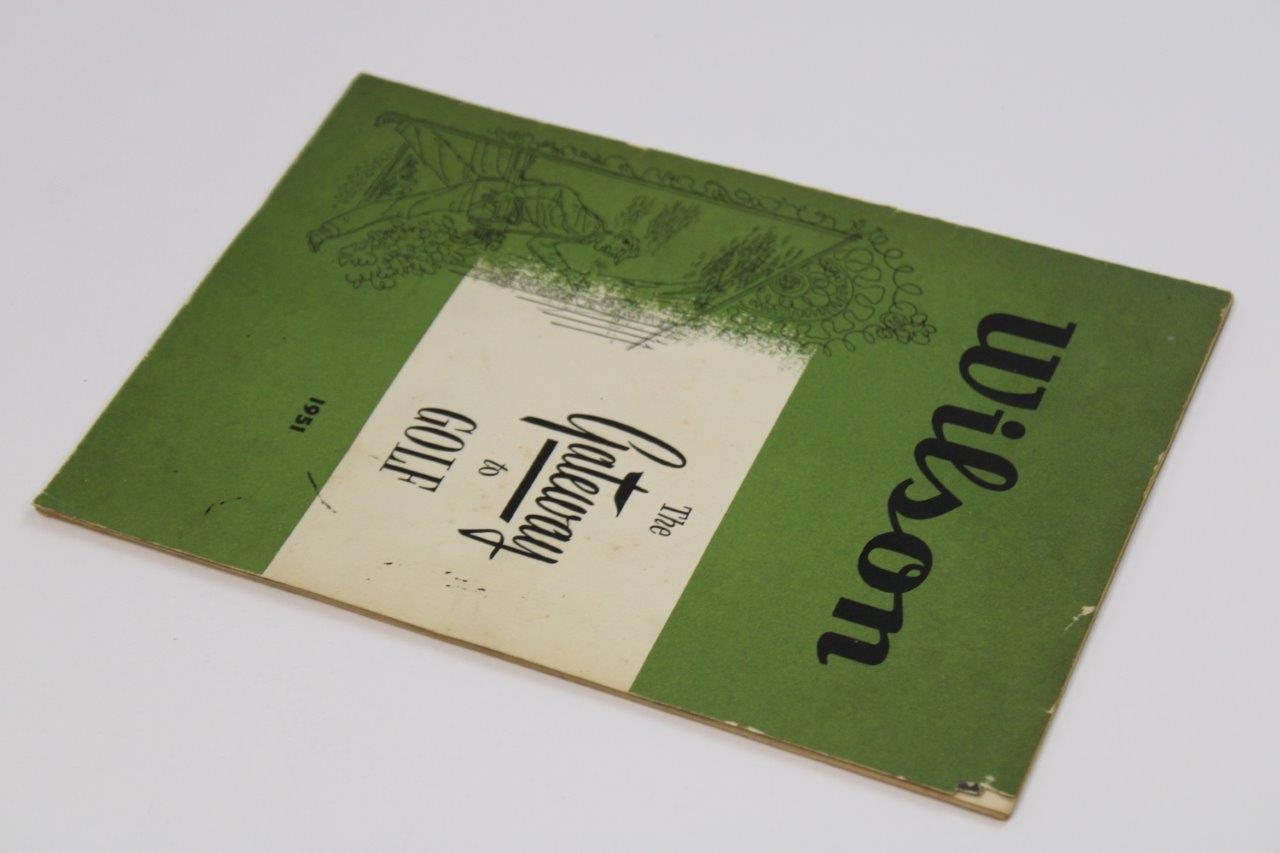 Wilson
The
Gateway
to
GOLF
1951